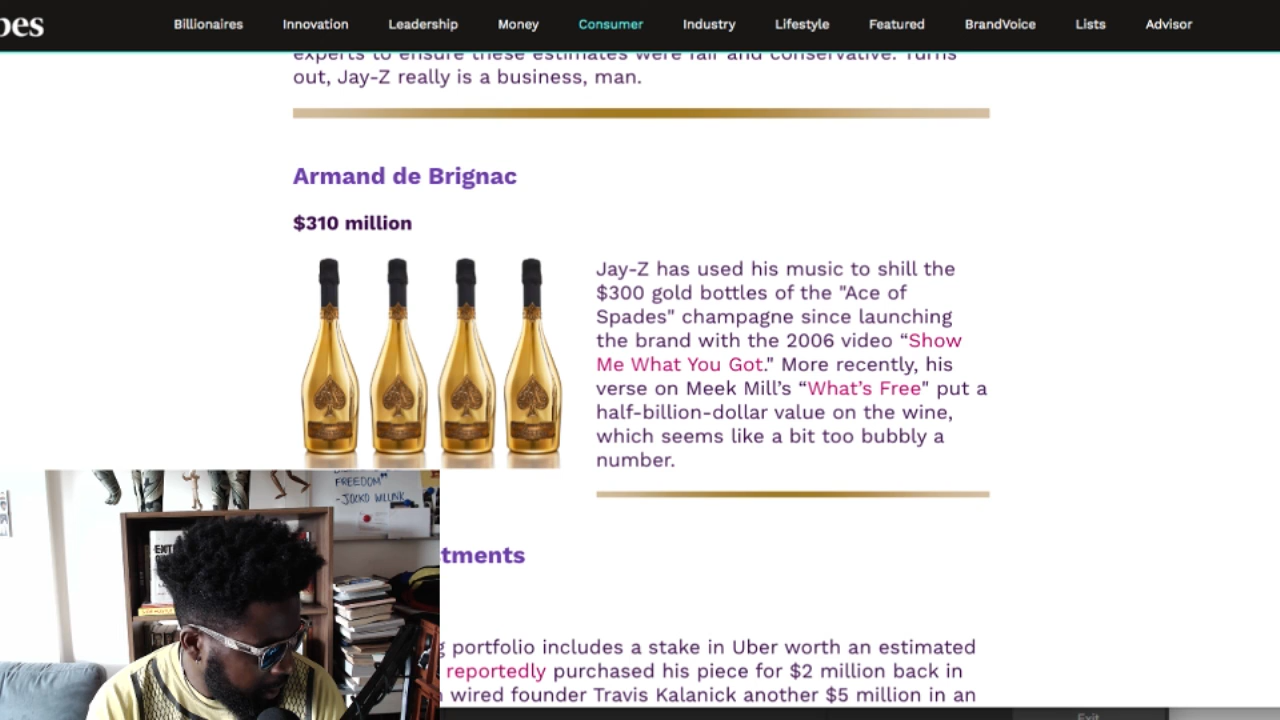 Billionaires Innovation Leadership Money Consumer Industry Lifestyle Featured BrandVoice Lists Advisor
experts to ensure these estimates were fair and conservative. Turns
out, Jay-Z really is a business, man.
Armand de Brignac
$310 million
Jay-Z has used his music to shill the
$300 gold bottles of the "Ace of
Spades" champagne since launching
the brand with the 2006 video “Show
Me What You Got." More recently, his
verse on Meek Mill’s “What’s Free" put a
half-billion-dollar value on the wine,
which seems like a bit too bubbly a
number.
FREEDOM"
-JOCKO WILLINK
portfolio includes a stake in Uber worth an estimated
reportedly purchased his piece for $2 million back in
wired founder Travis Kalanick another $5 million in an
Exit